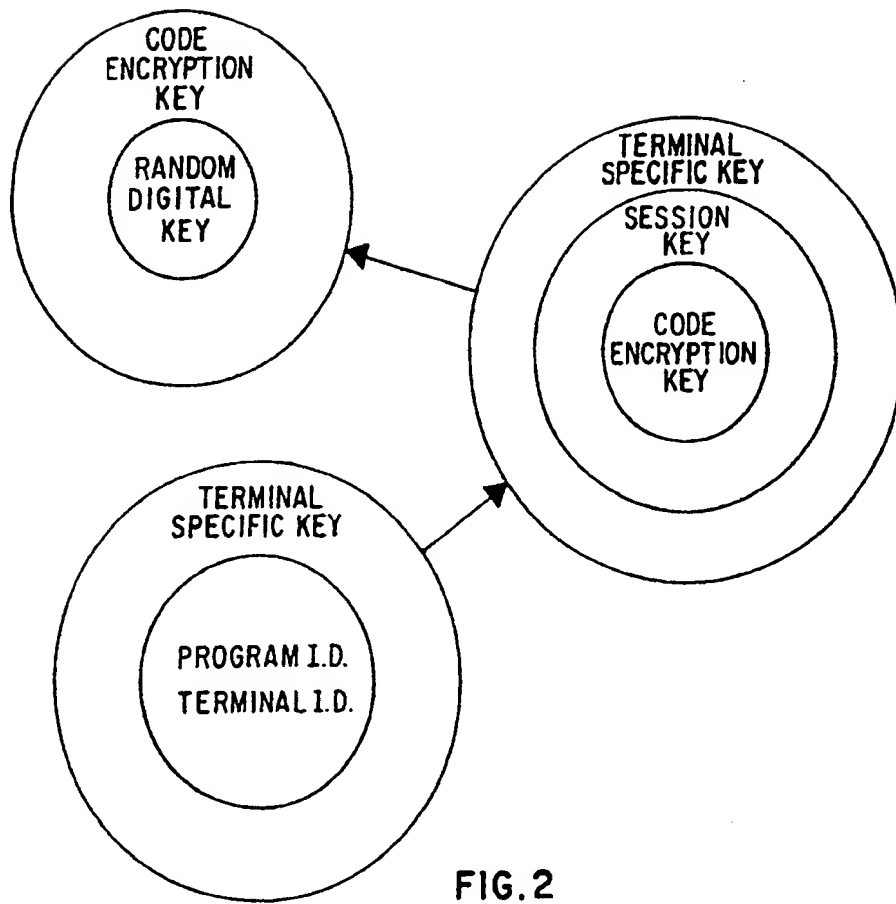 CODE
ENCRYPTION
KEY
RANDOM
DIGITAL
KEY
TERMINAL
SPECIFIC KEY
SESSION
KEY
CODE
ENCRYPTION
KEY
TERMINAL
SPECIFIC KEY
PROGRAM I.D.
TERMINAL I.D.
FIG. 2